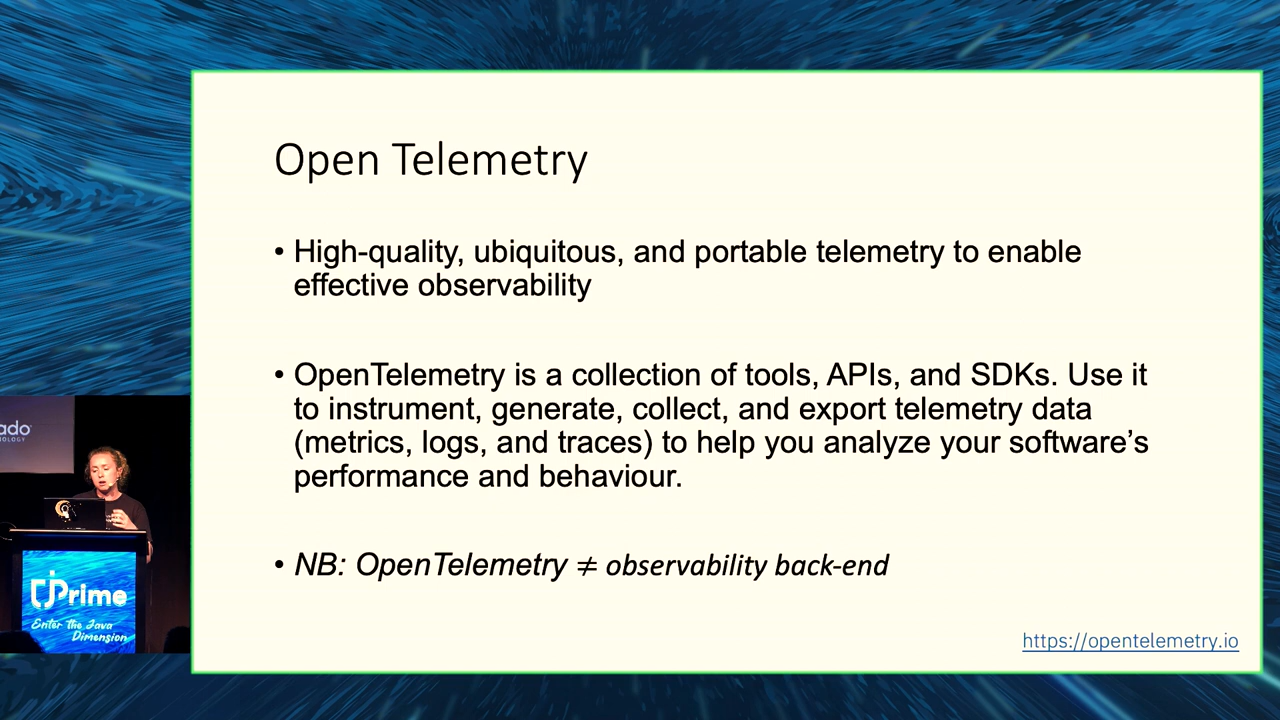 Open Telemetry
• High-quality, ubiquitous, and portable telemetry to enable
effective observability
• OpenTelemetry is a collection of tools, APIs, and SDKs. Use it
to instrument, generate, collect, and export telemetry data
(metrics, logs, and traces) to help you analyze your software’s
performance and behaviour.
• NB: OpenTelemetry ≠ observability back-end
https://opentelemetry.io
jPrime
Enter the Java
Dimension